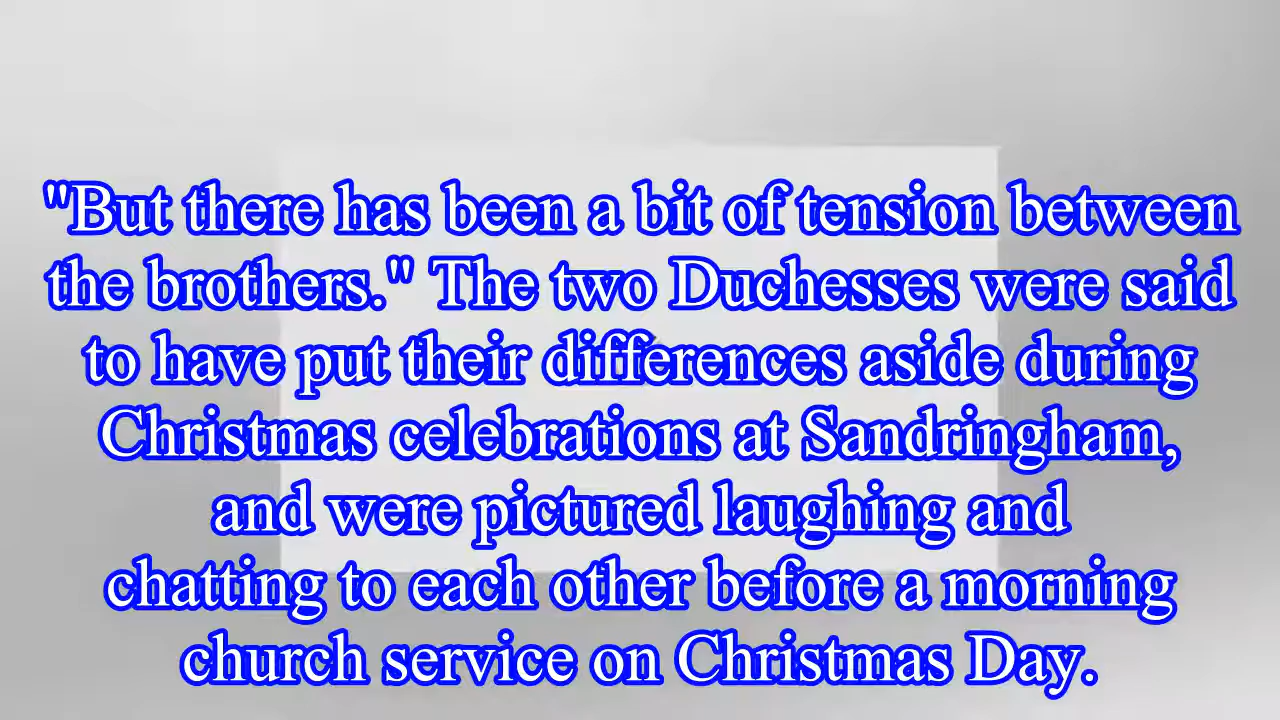 "But there has been a bit of tension between
the brothers." The two Duchesses were said
to have put their differences aside during
Christmas celebrations at Sandringham,
and were pictured laughing and
chatting to each other before a morning
church service on Christmas Day.